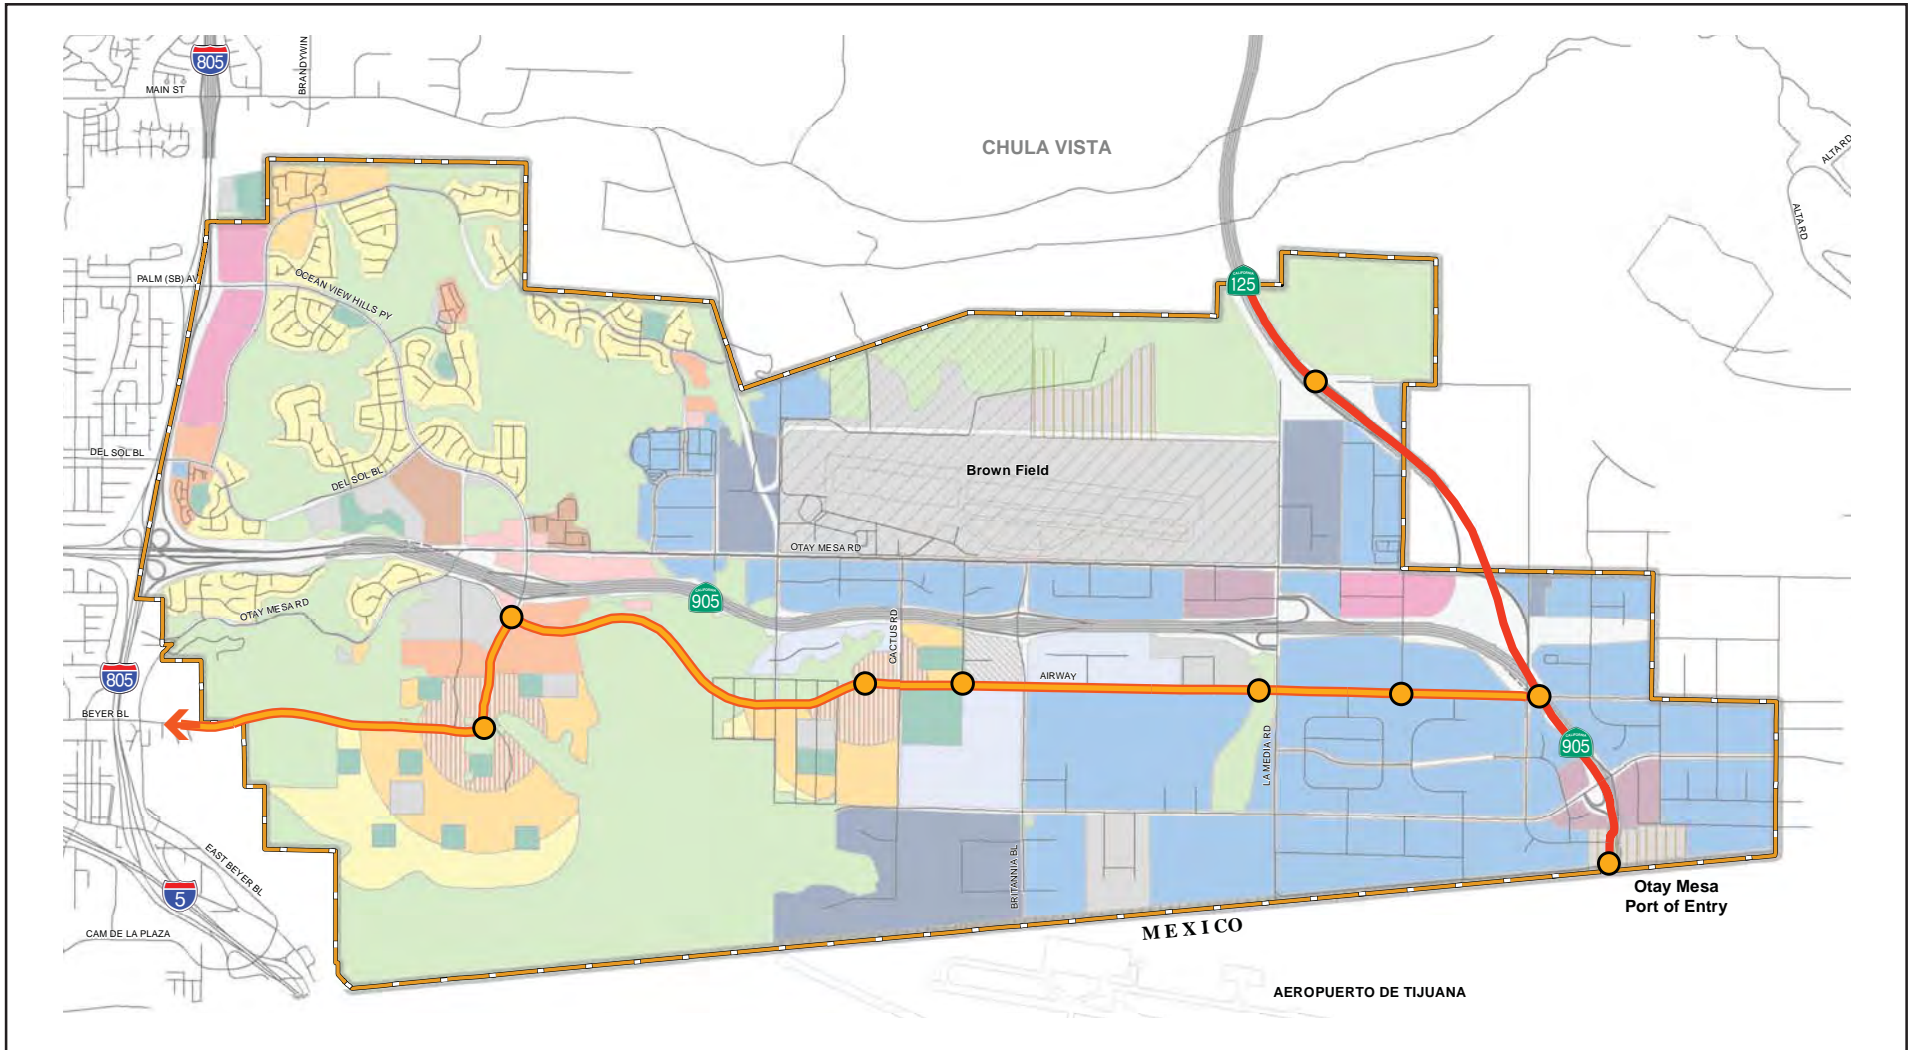 805
MAIN ST
BRANDYWIN
CHULA VISTA
ALTA RD
ALTA RD
PALM (SB) AV
OCEAN VIEW HILLS PY
CALIFORNIA
125
DEL SOL BL
DEL SOL BL
Brown Field
OTAY MESA RD
OTAY MESA RD
CALIFORNIA
905
CACTUS RD
AIRWAY
805
BEYER BL
LA MEDIA RD
CALIFORNIA
905
EAST BEYER BL
BRITANNIA BL
5
Otay Mesa
Port of Entry
CAM DE LA PLAZA
MEXICO
AEROPUERTO DE TIJUANA